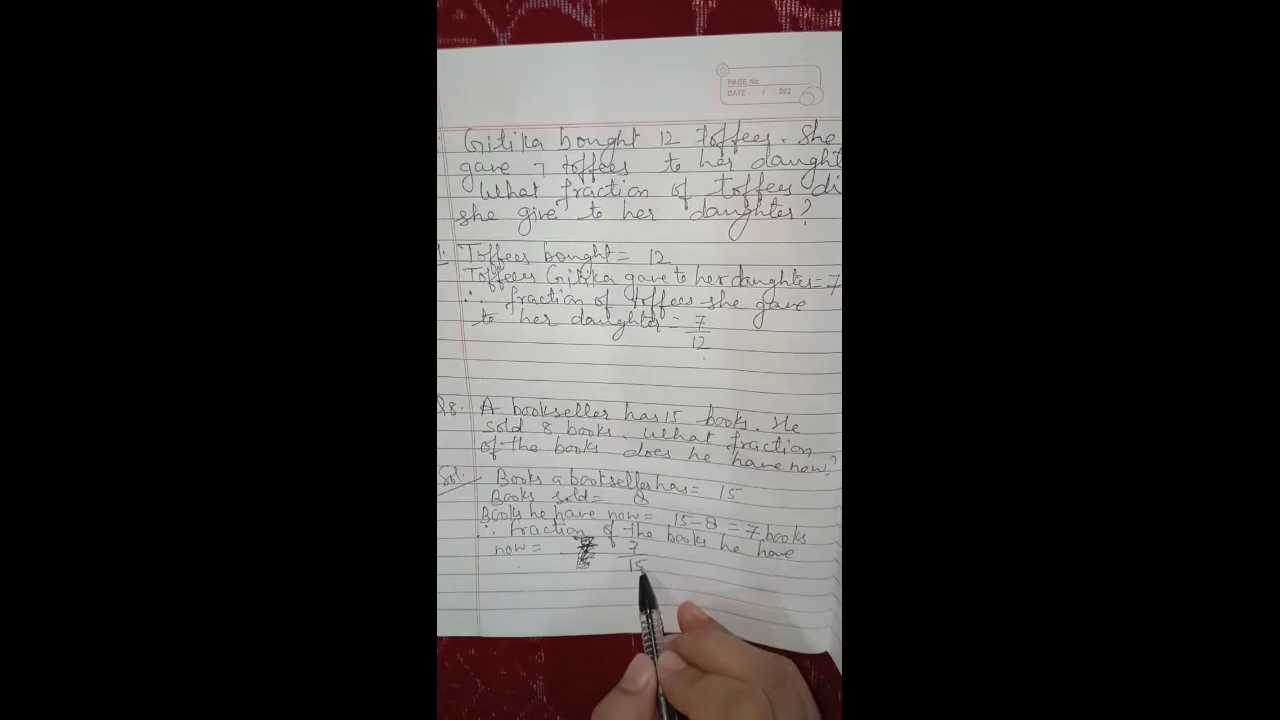 PAGE No
DATE: / 202
Gitika bought 12 toffees. She
gave 7 toffees to her daught
What fraction of toffees di
she give to her daughter?
Toffees bought = 12
Toffees Gitika gave to her daughter = 7
∴ fraction of toffees she gave
to her daughter = 7/12
Q8. A bookseller has 15 books. He
sold 8 books. What fraction
of the books does he have now?
Sol. Books a bookseller has = 15
Books sold = 8
Books he have now = 15 - 8 = 7 books
∴ fraction of the books he have
now = 7/15